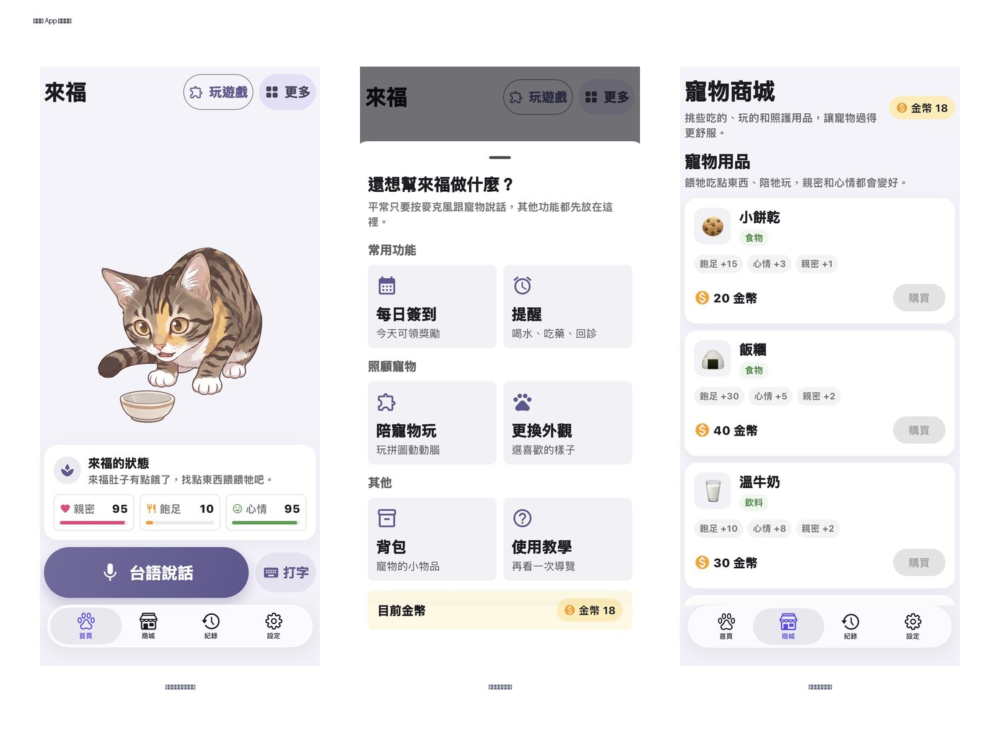 App
來福
玩遊戲
更多
來福的狀態
來福肚子有點餓了，找點東西餵餵牠吧。
親密 95
飽足 10
心情 95
台語說話
打字
首頁
商城
紀錄
設定
來福
玩遊戲
更多
還想幫來福做什麼？
平常只要按麥克風跟寵物說話，其他功能都先放在這
裡。
常用功能
每日簽到
今天可領獎勵
提醒
喝水、吃藥、回診
照顧寵物
陪寵物玩
玩拼圖動動腦
更換外觀
選喜歡的樣子
其他
背包
寵物的小物品
使用教學
再看一次導覽
目前金幣
金幣 18
寵物商城
金幣 18
挑些吃的、玩的和照護用品，讓寵物過得
更舒服。
寵物用品
餵牠吃點東西、陪牠玩，親密和心情都會變好。
小餅乾
食物
飽足 +15
心情 +3
親密 +1
20 金幣
購買
飯糰
食物
飽足 +30
心情 +5
親密 +2
40 金幣
購買
溫牛奶
飲料
飽足 +10
心情 +8
親密 +2
30 金幣
購買
首頁
商城
紀錄
設定